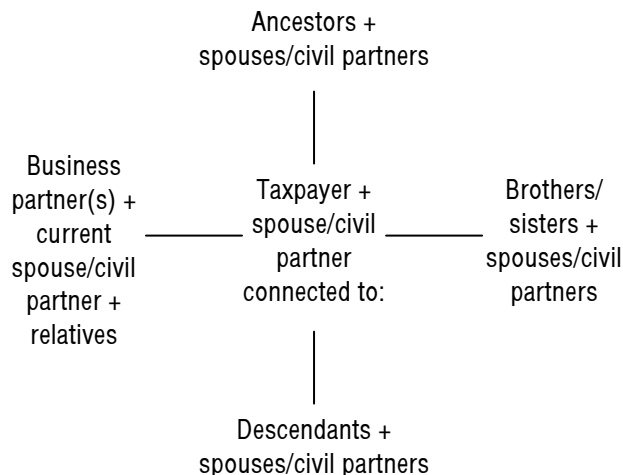 Ancestors +
spouses/civil partners
Business
partner(s) +
current
spouse/civil
partner +
relatives
Taxpayer +
spouse/civil
partner
connected to:
Brothers/
sisters +
spouses/civil
partners
Descendants +
spouses/civil partners